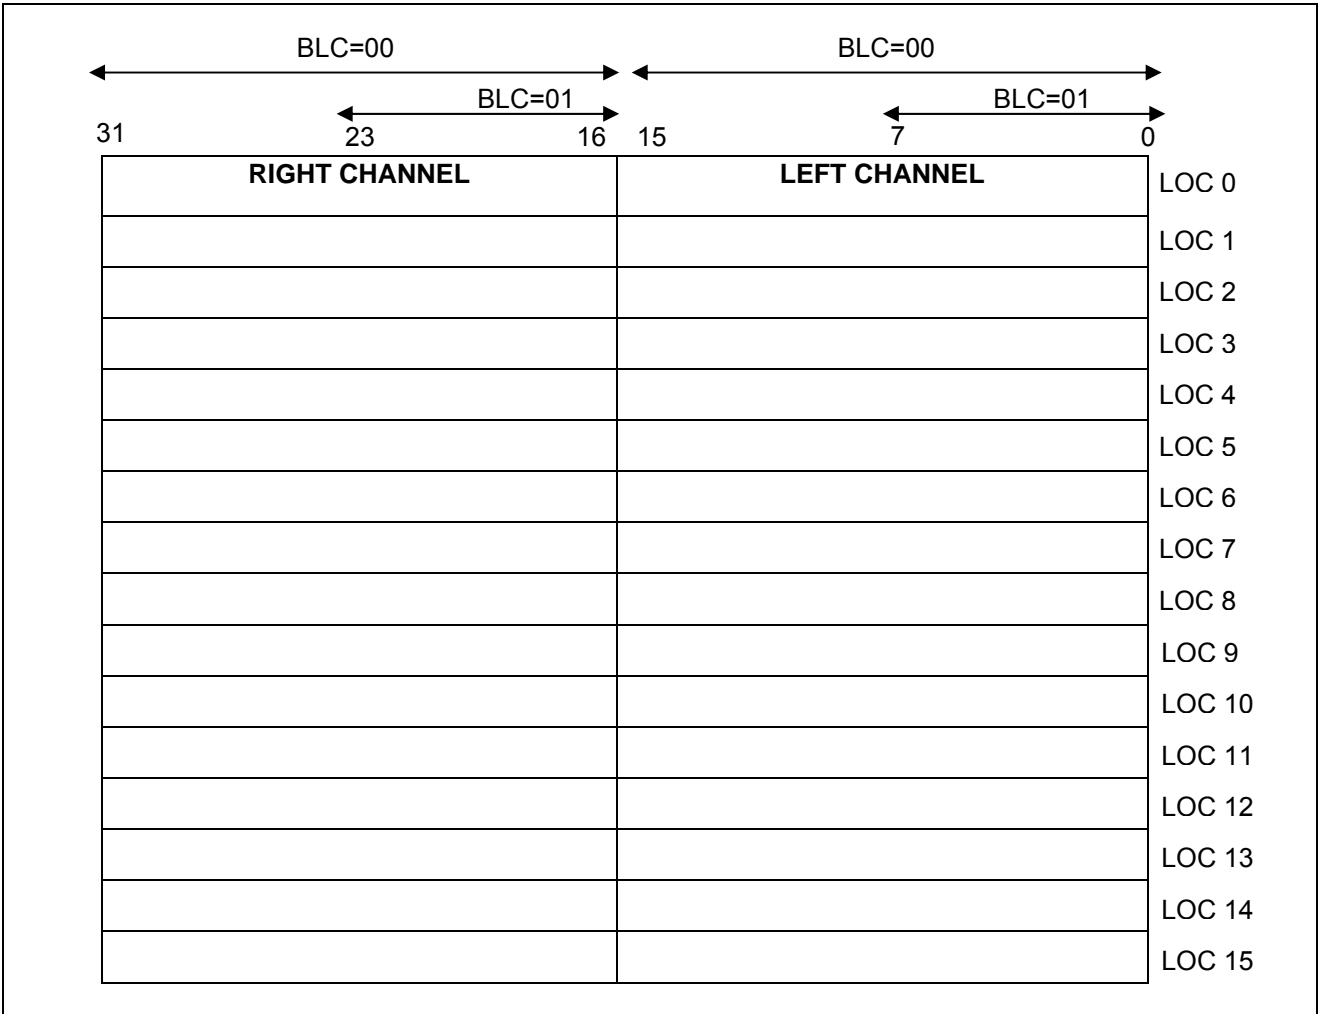 BLC=00 BLC=00
BLC=01 BLC=01
31 23 16 15 7 0
RIGHT CHANNEL LEFT CHANNEL LOC 0
LOC 1
LOC 2
LOC 3
LOC 4
LOC 5
LOC 6
LOC 7
LOC 8
LOC 9
LOC 10
LOC 11
LOC 12
LOC 13
LOC 14
LOC 15